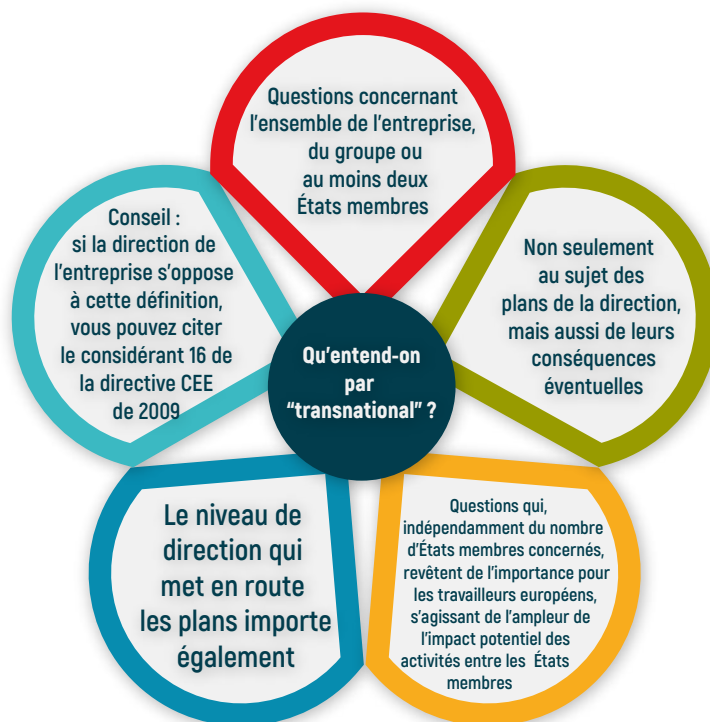 Questions concernant
l'ensemble de l'entreprise,
du groupe ou
au moins deux
États membres
Non seulement
au sujet des
plans de la direction,
mais aussi de leurs
conséquences
éventuelles
Questions qui,
indépendamment du nombre
d'États membres concernés,
revêtent de l'importance pour
les travailleurs européens,
s'agissant de l'ampleur de
l'impact potentiel des
activités entre les États
membres
Le niveau de
direction qui
met en route
les plans importe
également
Conseil :
si la direction de
l'entreprise s'oppose
à cette définition,
vous pouvez citer
le considérant 16 de
la directive CEE
de 2009
Qu'entend-on
par
“transnational” ?